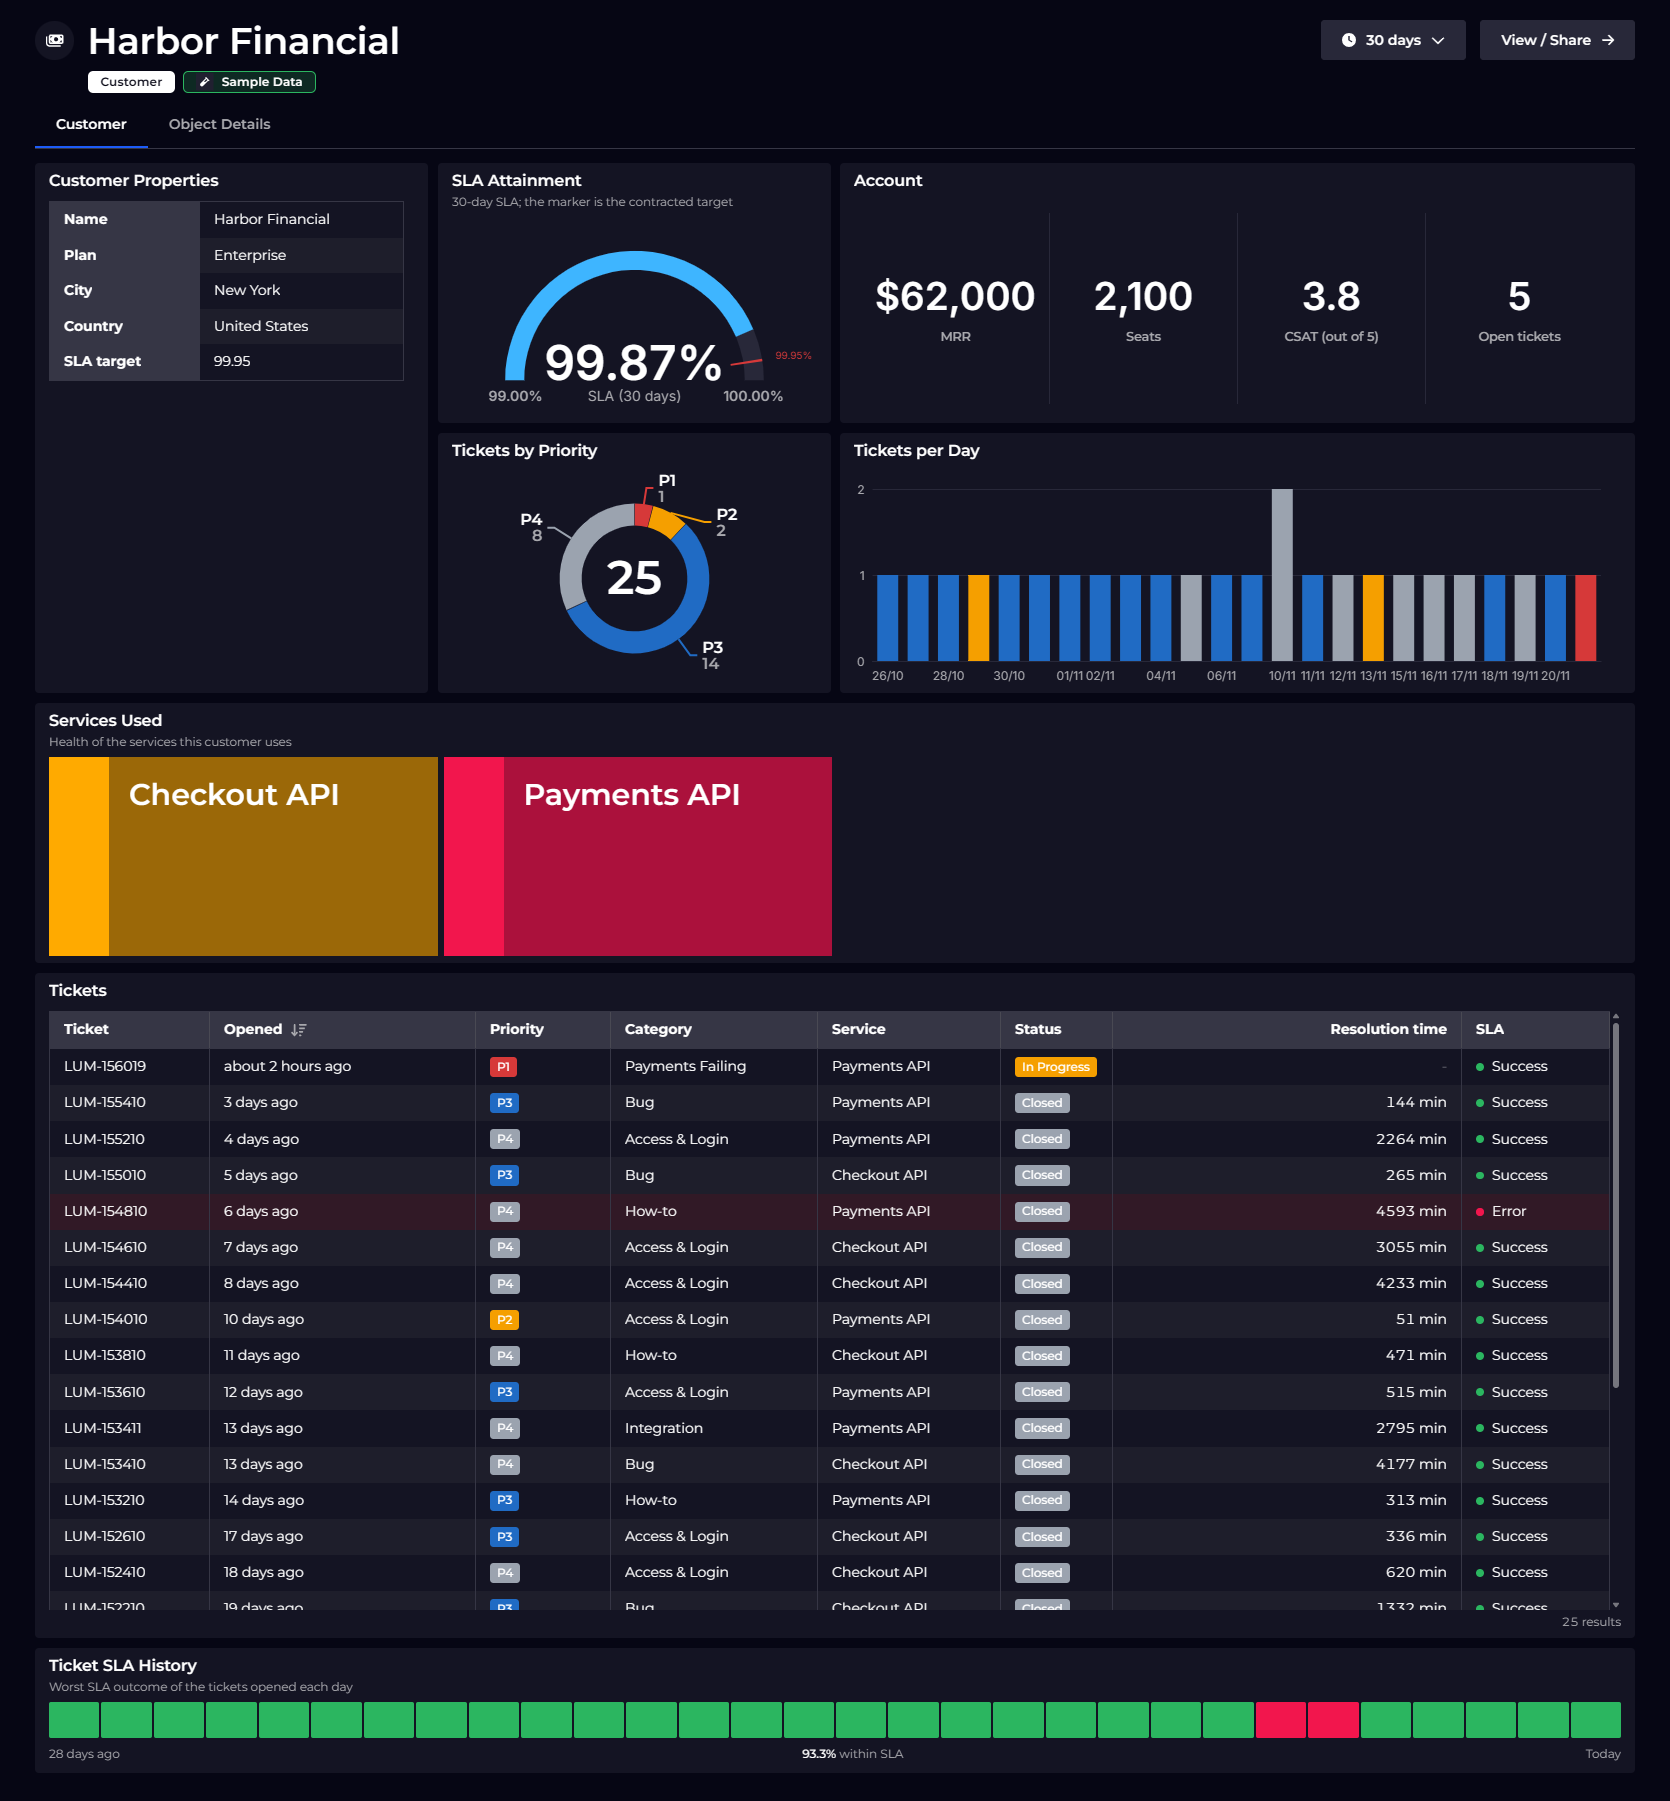 Harbor Financial
30 days
View / Share
Customer
Sample Data
Customer
Object Details
Customer Properties
Name Harbor Financial
Plan Enterprise
City New York
Country United States
SLA target 99.95
SLA Attainment
30-day SLA; the marker is the contracted target
99.87%
99.95%
99.00%
SLA (30 days)
100.00%
Account
$62,000
MRR
2,100
Seats
3.8
CSAT (out of 5)
5
Open tickets
Tickets by Priority
P1
1
P2
2
P4
8
25
P3
14
Tickets per Day
2
1
0
26/10 28/10 30/10 01/11 02/11 04/11 06/11 10/11 11/11 12/11 13/11 15/11 16/11 17/11 18/11 19/11 20/11
Services Used
Health of the services this customer uses
Checkout API
Payments API
Tickets
Ticket Opened Priority Category Service Status Resolution time SLA
LUM-156019 about 2 hours ago P1 Payments Failing Payments API In Progress - Success
LUM-155410 3 days ago P3 Bug Payments API Closed 144 min Success
LUM-155210 4 days ago P4 Access & Login Payments API Closed 2264 min Success
LUM-155010 5 days ago P3 Bug Checkout API Closed 265 min Success
LUM-154810 6 days ago P4 How-to Payments API Closed 4593 min Error
LUM-154610 7 days ago P4 Access & Login Checkout API Closed 3055 min Success
LUM-154410 8 days ago P4 Access & Login Checkout API Closed 4233 min Success
LUM-154010 10 days ago P2 Access & Login Payments API Closed 51 min Success
LUM-153810 11 days ago P4 How-to Checkout API Closed 471 min Success
LUM-153610 12 days ago P3 Access & Login Payments API Closed 515 min Success
LUM-153411 13 days ago P4 Integration Payments API Closed 2795 min Success
LUM-153410 13 days ago P4 Bug Checkout API Closed 4177 min Success
LUM-153210 14 days ago P3 How-to Payments API Closed 313 min Success
LUM-152610 17 days ago P3 Access & Login Checkout API Closed 336 min Success
LUM-152410 18 days ago P4 Access & Login Checkout API Closed 620 min Success
LUM-152210 19 days ago P3 Bug Checkout API Closed 1332 min Success
25 results
Ticket SLA History
Worst SLA outcome of the tickets opened each day
28 days ago
93.3% within SLA
Today